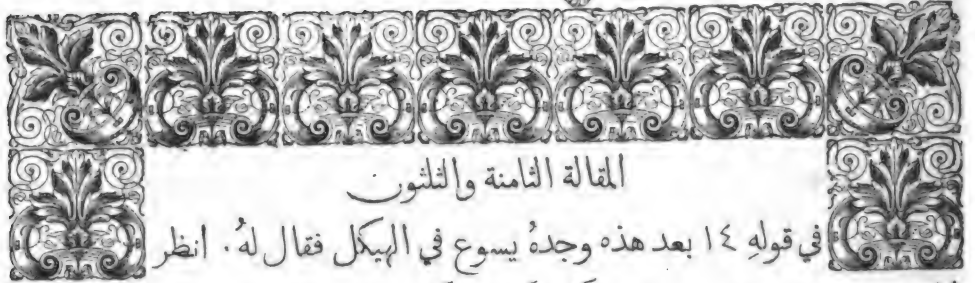 المقالة الثامنة والثلثون
في قولهِ ١٤ بعد هذه وجدهُ يسوع في الهيكل فقال لهُ. انظر